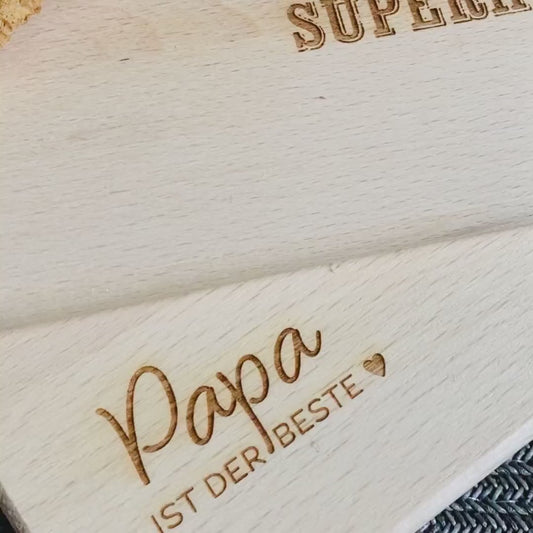 Papa
IST DER BESTE ♥